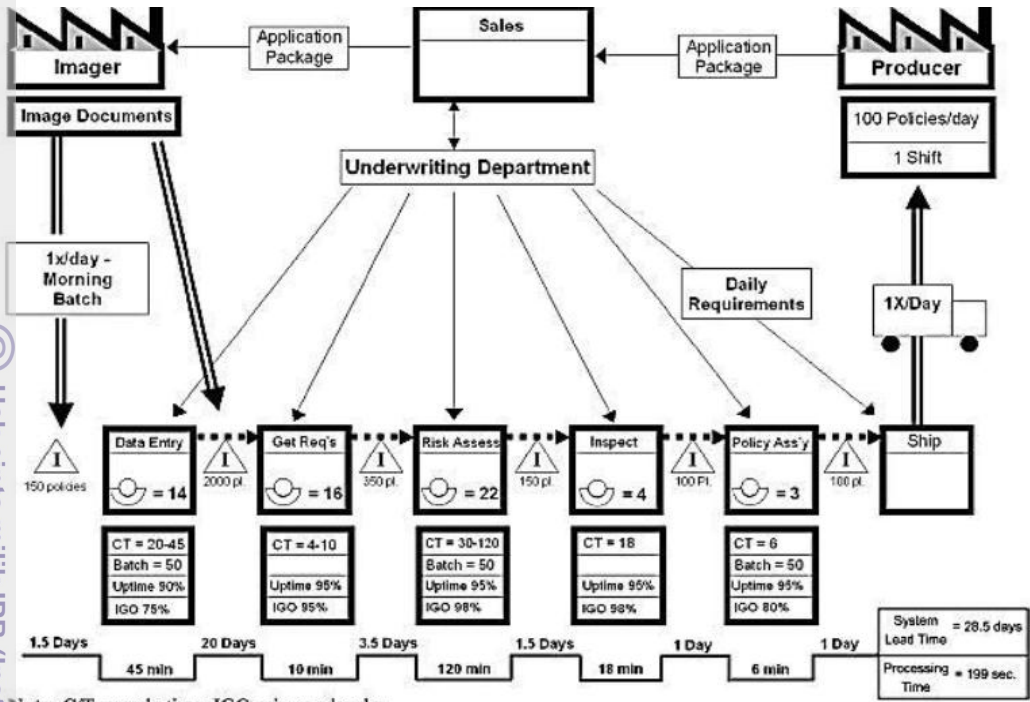 Imager
Application
Package
Sales
Application
Package
Producer
Image Documents
100 Policies/day
1 Shift
Underwriting Department
1x/day -
Morning
Batch
Daily
Requirements
1X/Day
I
150 policies
Data Entry
= 14
I
2000 pl.
Get Req's
= 16
I
350 pl.
Risk Assess
= 22
I
150 pl.
Inspect
= 4
I
100 Pl.
Policy Ass'y
= 3
I
100 pl.
Ship
CT = 20-45
Batch = 50
Uptime 90%
IGO 75%
CT = 4-10
Uptime 95%
IGO 95%
CT = 30-120
Batch = 50
Uptime 95%
IGO 98%
CT = 18
Uptime 95%
IGO 98%
CT = 6
Batch = 50
Uptime 95%
IGO 80%
1.5 Days
45 min
20 Days
10 min
3.5 Days
120 min
1.5 Days
18 min
1 Day
6 min
1 Day
System
Lead Time
= 28.5 days
Processing
Time
= 199 sec.